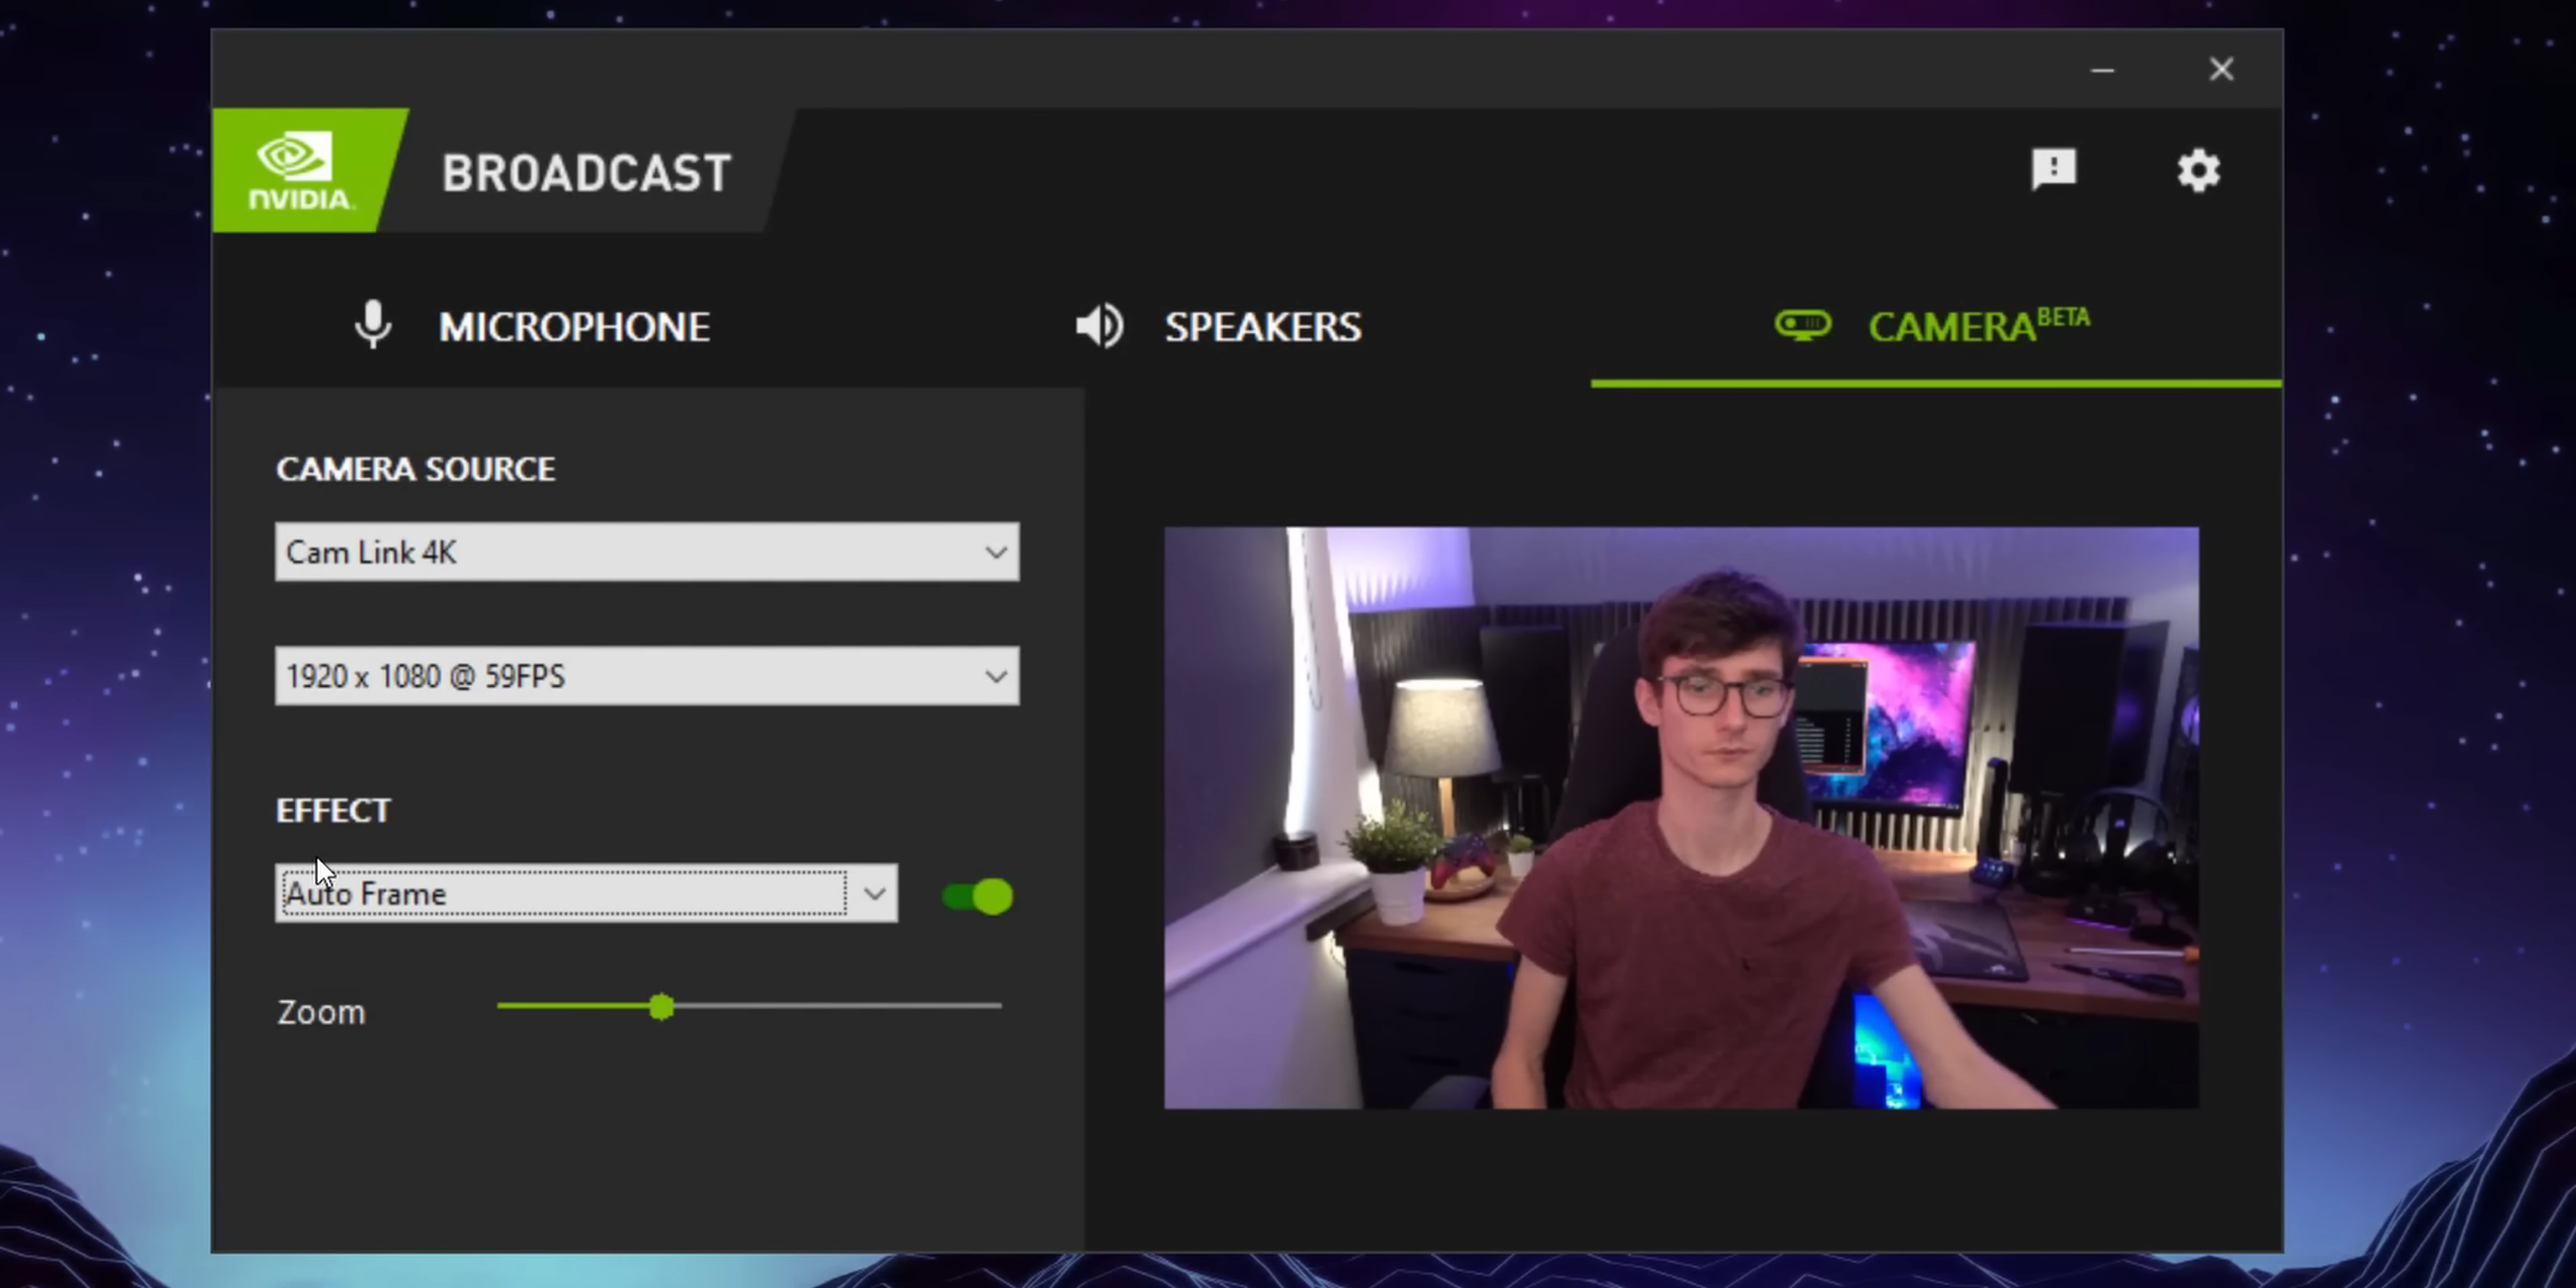 NVIDIA.
BROADCAST
MICROPHONE
SPEAKERS
CAMERA BETA
CAMERA SOURCE
Cam Link 4K
1920 x 1080 @ 59FPS
EFFECT
Auto Frame
Zoom